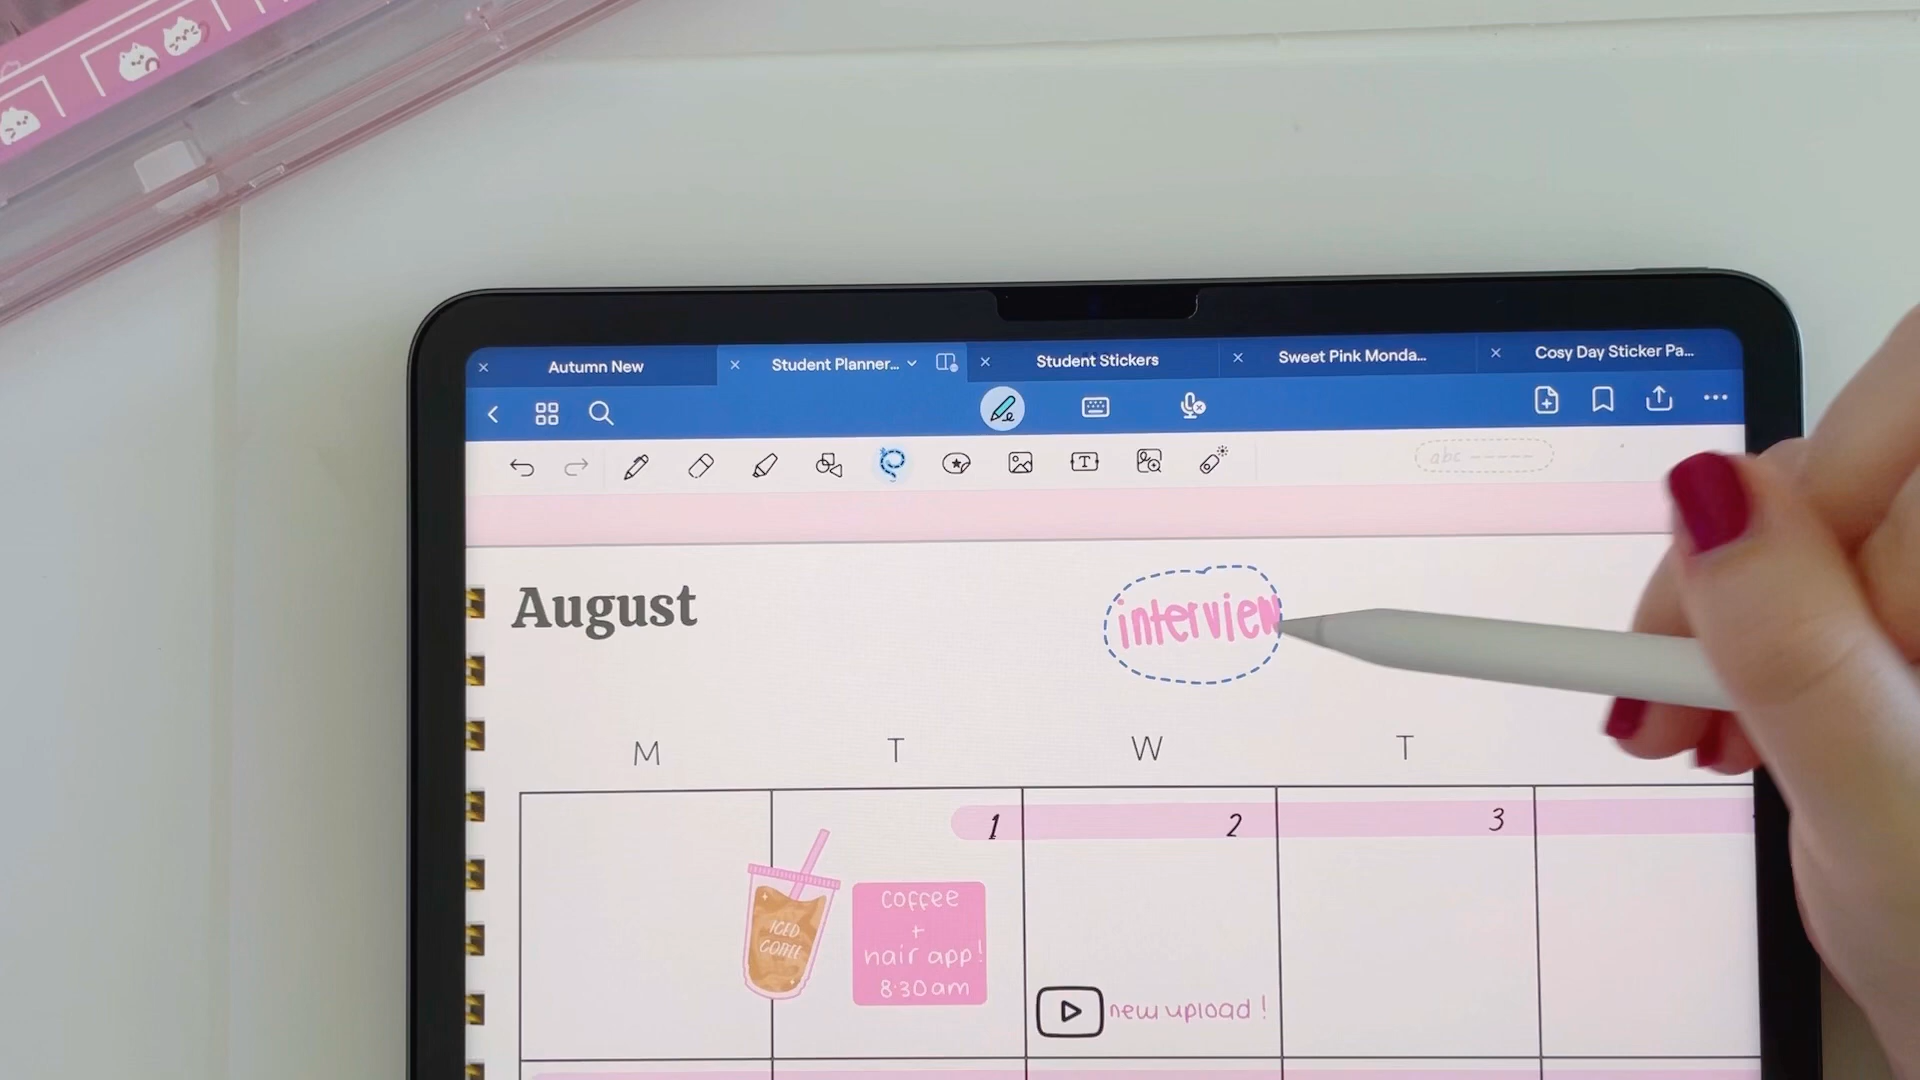 Autumn New
Student Planner...
Student Stickers
Sweet Pink Monda...
Cosy Day Sticker Pa...
abc
August
interview
M T W T
1 2 3
ICED
COFFEE
coffee
+
hair app!
8:30am
new upload!